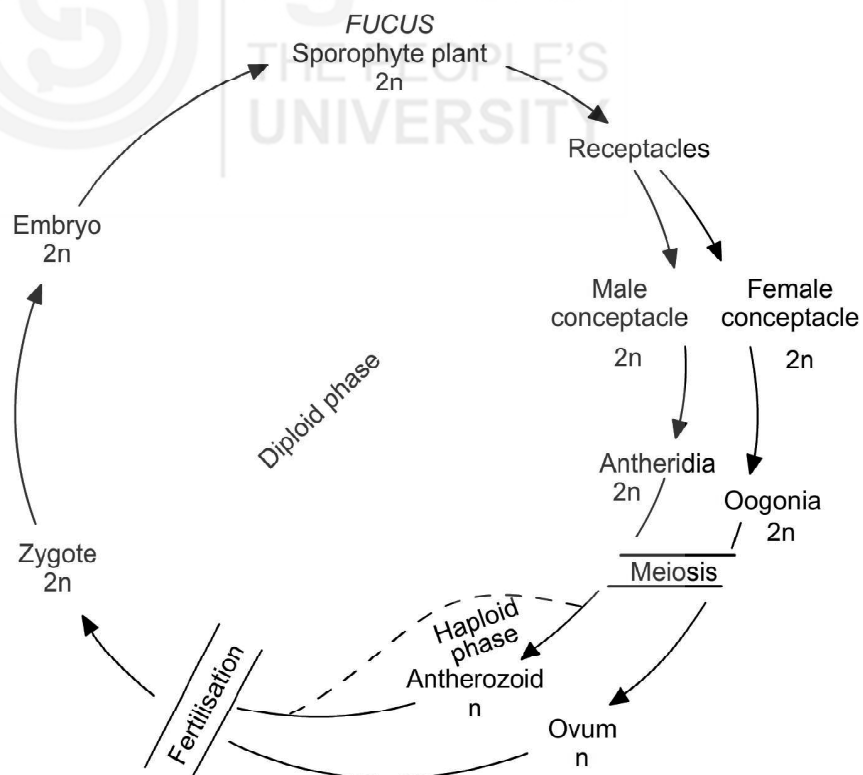 FUCUS
THE PEOPLE'S
Sporophyte plant
2n
UNIVERSITY
Receptacles
Embryo
2n
Male
conceptacle
2n
Female
conceptacle
2n
Diploid phase
Antheridia
2n
Oogonia
2n
Zygote
2n
Meiosis
Haploid
phase
Antherozoid
n
Fertilisation
Ovum
n